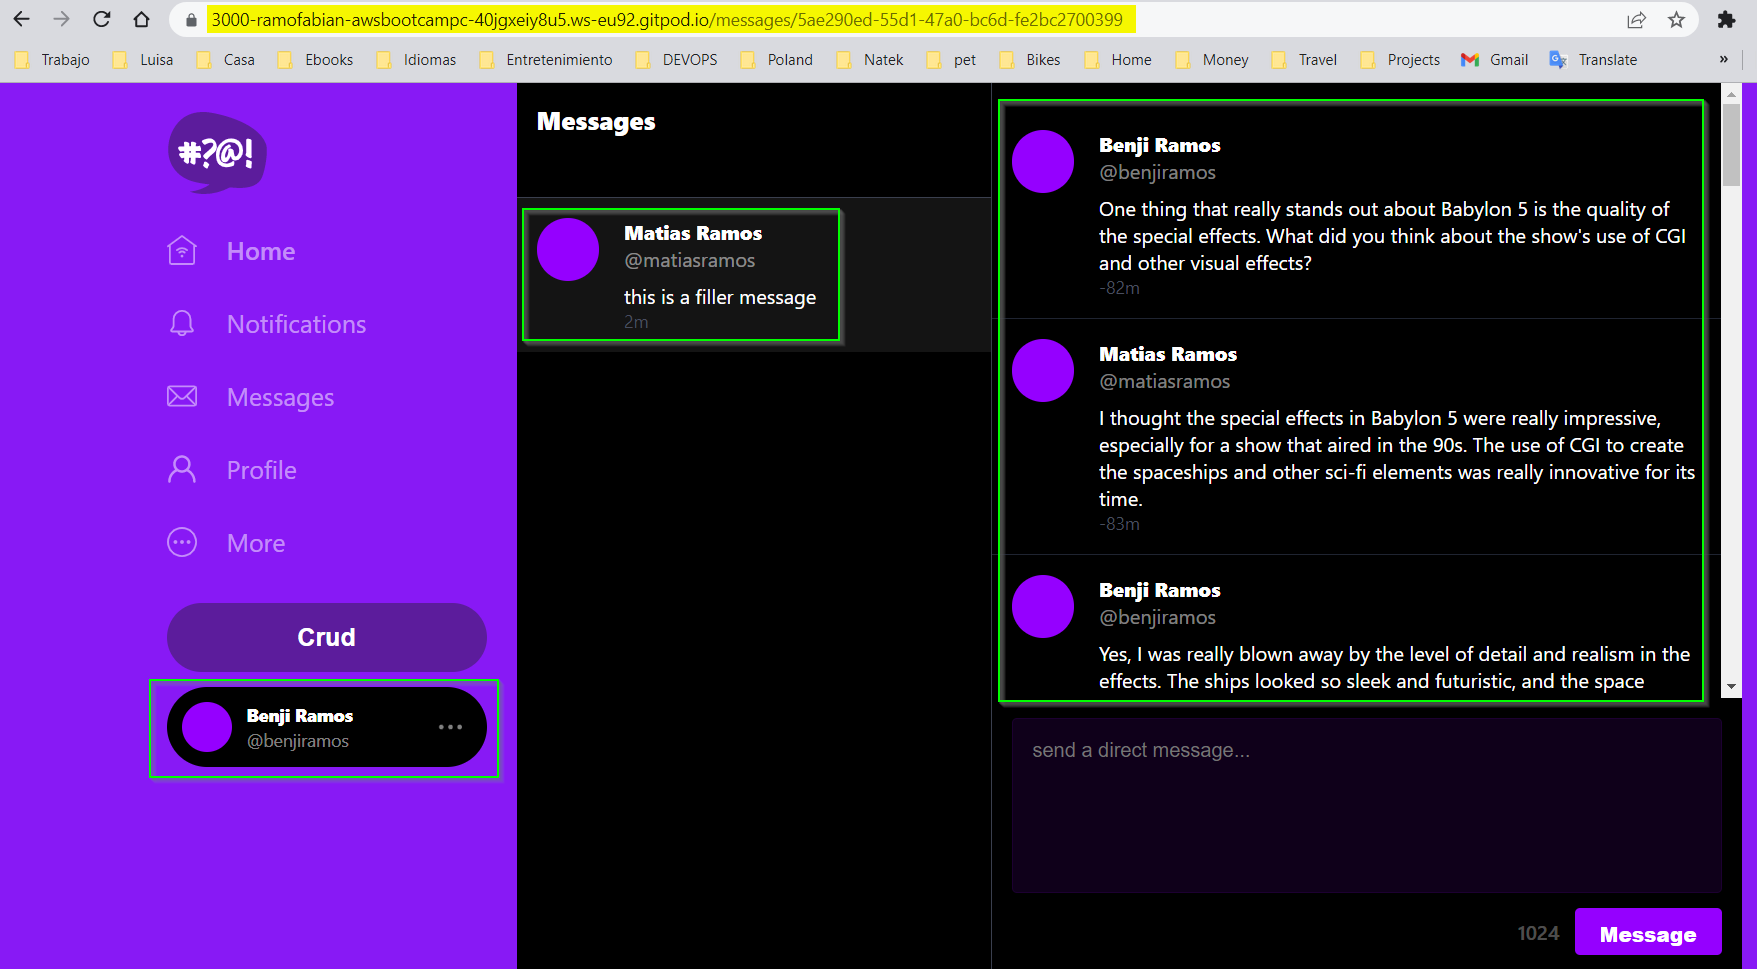 3000-ramofabian-awsbootcampc-40jgxeiy8u5.ws-eu92.gitpod.io/messages/5ae290ed-55d1-47a0-bc6d-fe2bc2700399
Trabajo Luisa Casa Ebooks Idiomas Entretenimiento DEVOPS Poland Natek pet Bikes Home Money Travel Projects Gmail Translate »
#?@!
Home
Notifications
Messages
Profile
More
Crud
Benji Ramos
@benjiramos
Messages
Matias Ramos
@matiasramos
this is a filler message
2m
Benji Ramos
@benjiramos
One thing that really stands out about Babylon 5 is the quality of
the special effects. What did you think about the show's use of CGI
and other visual effects?
-82m
Matias Ramos
@matiasramos
I thought the special effects in Babylon 5 were really impressive,
especially for a show that aired in the 90s. The use of CGI to create
the spaceships and other sci-fi elements was really innovative for its
time.
-83m
Benji Ramos
@benjiramos
Yes, I was really blown away by the level of detail and realism in the
effects. The ships looked so sleek and futuristic, and the space
send a direct message...
1024
Message